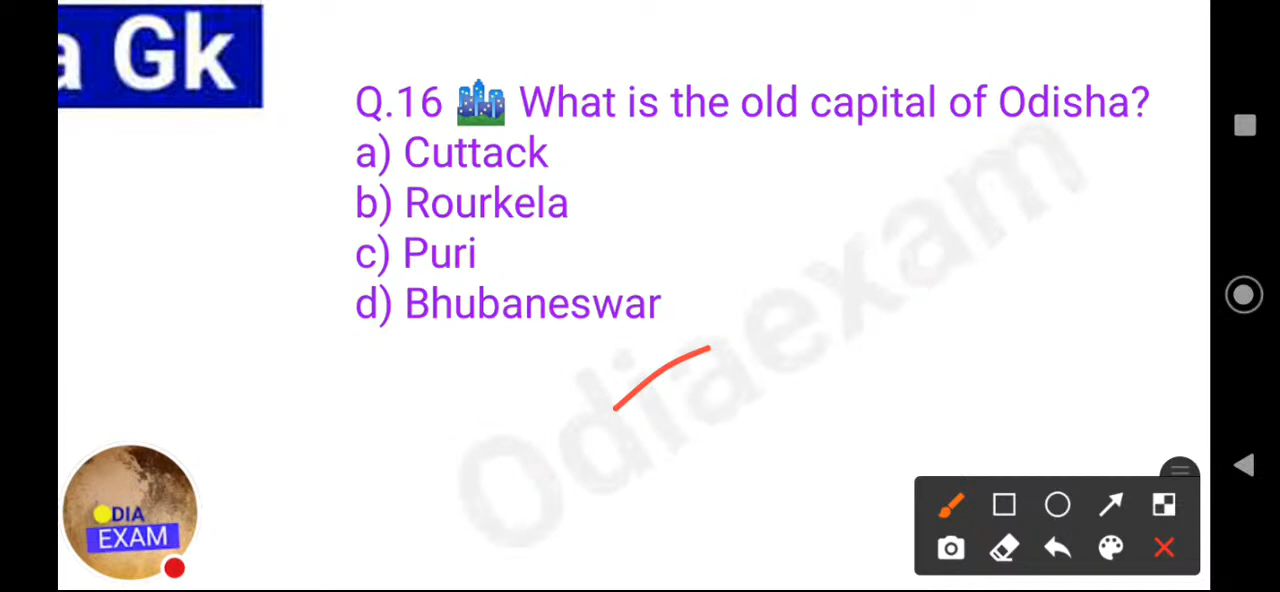 a Gk
Q.16 🏙️ What is the old capital of Odisha?
a) Cuttack
b) Rourkela
c) Puri
d) Bhubaneswar
Odiaexam
DIA
EXAM